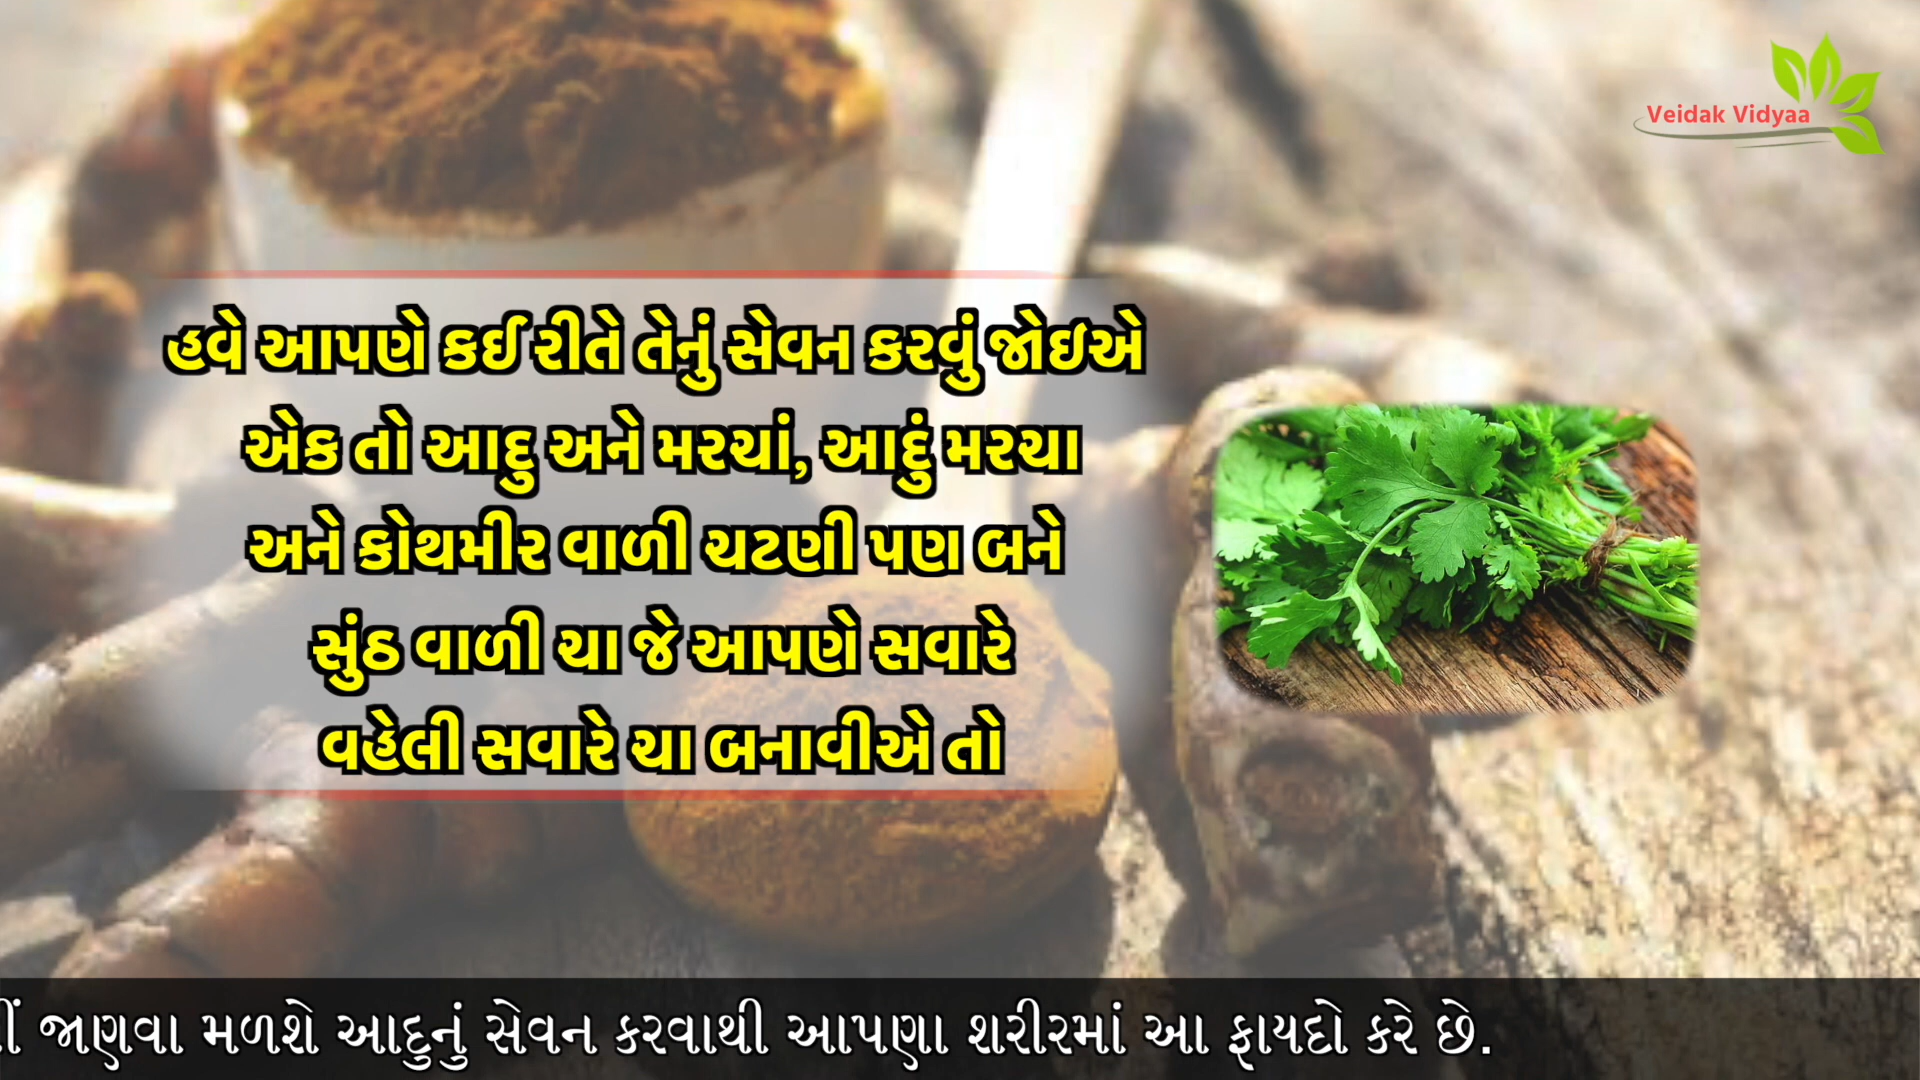 Veidak Vidyaa
હવે આપણે કઈ રીતે તેનું સેવન કરવું જોઇએ
એક તો આદુ અને મરચાં, આદું મરચા
અને કોથમીર વાળી ચટણી પણ બને
સુંઠ વાળી ચા જે આપણે સવારે
વહેલી સવારે ચા બનાવીએ તો
જાણવા મળશે આદુનું સેવન કરવાથી આપણા શરીરમાં આ ફાયદો કરે છે.